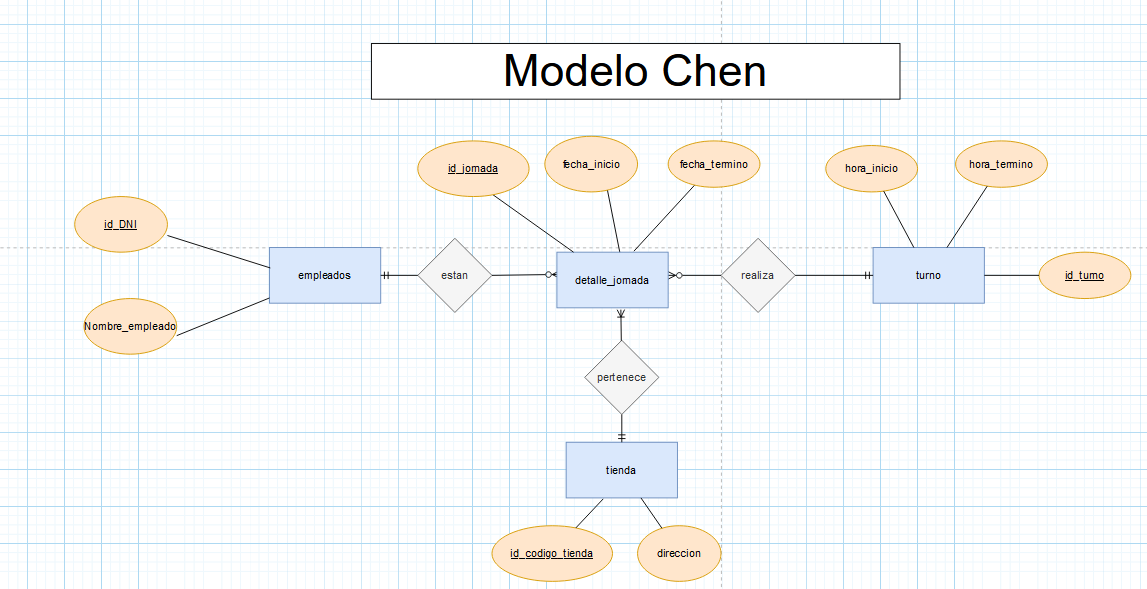 Modelo Chen
id_jornada
fecha_inicio
fecha_termino
hora_inicio
hora_termino
id_DNI
empleados
estan
detalle_jornada
realiza
turno
id_turno
Nombre_empleado
pertenece
tienda
id_codigo_tienda
direccion